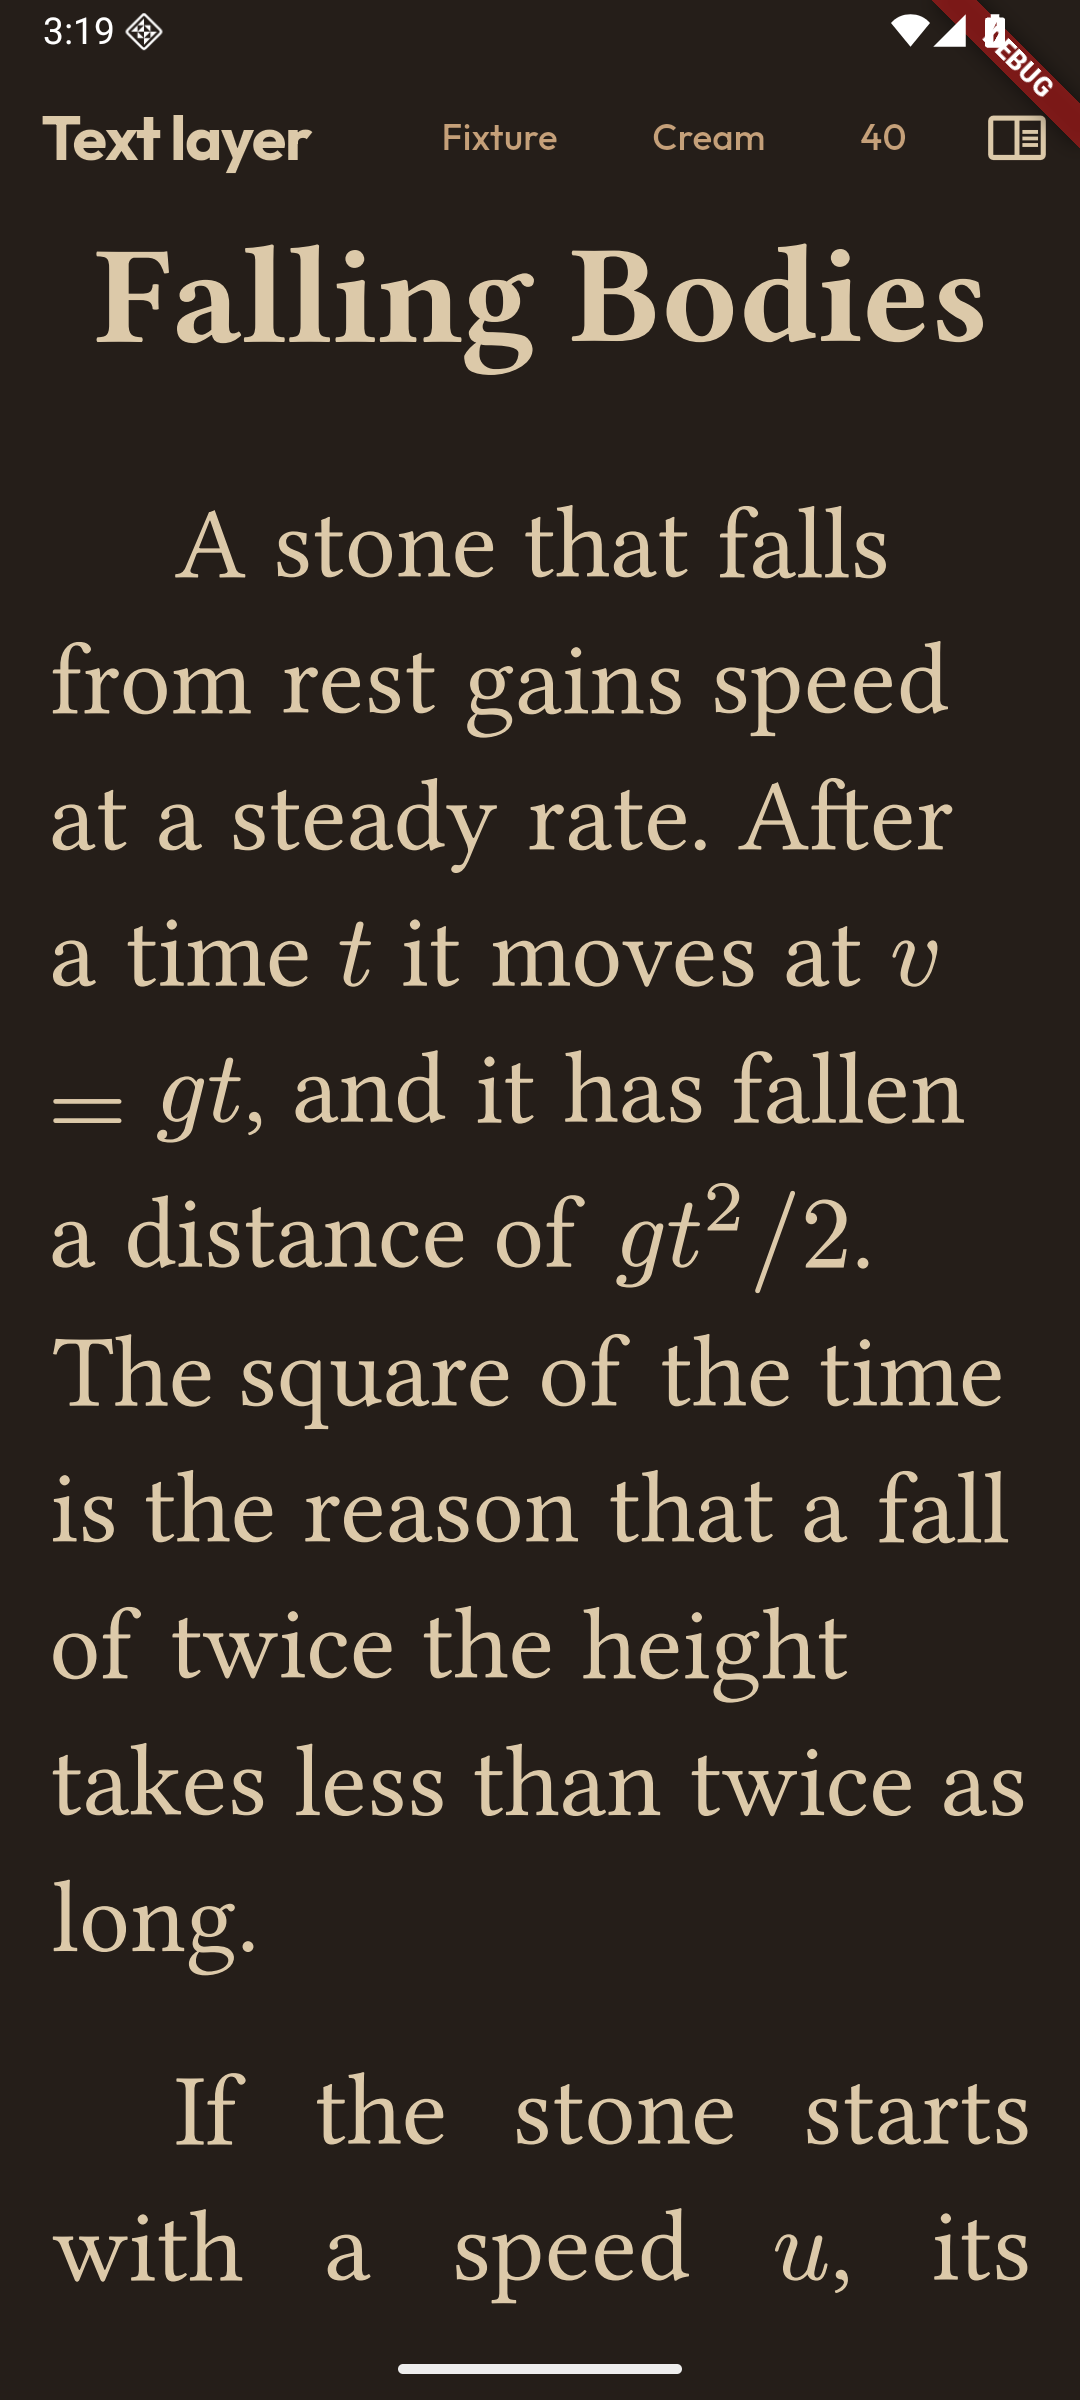 3:19
DEBUG
Text layer Fixture Cream 40
Falling Bodies
A stone that falls
from rest gains speed
at a steady rate. After
a time t it moves at v
= gt, and it has fallen
a distance of gt²/2.
The square of the time
is the reason that a fall
of twice the height
takes less than twice as
long.
If the stone starts
with a speed u, its